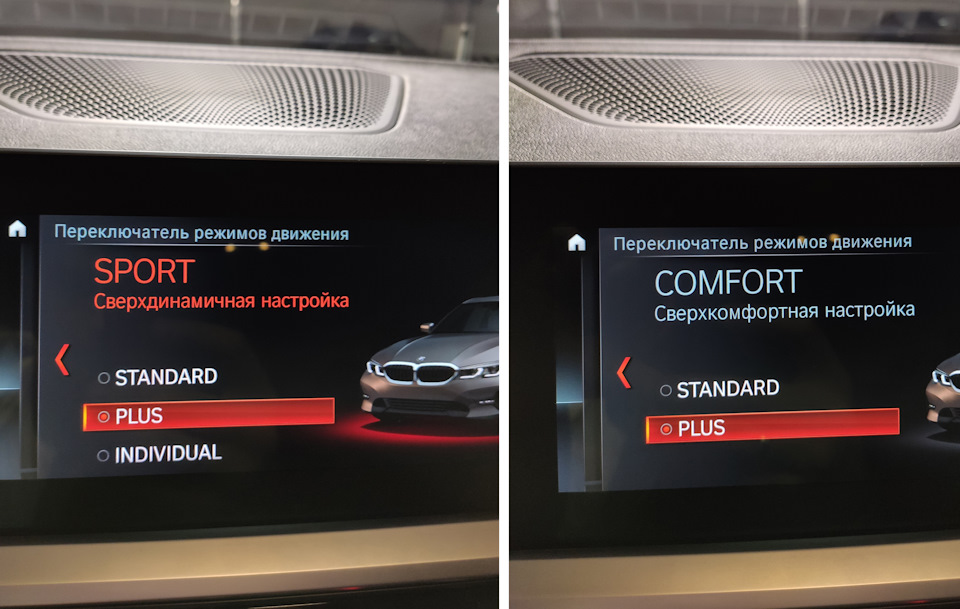 Переключатель режимов движения
SPORT
Сверхдинамичная настройка
STANDARD
PLUS
INDIVIDUAL
Переключатель режимов движения
COMFORT
Сверхкомфортная настройка
STANDARD
PLUS